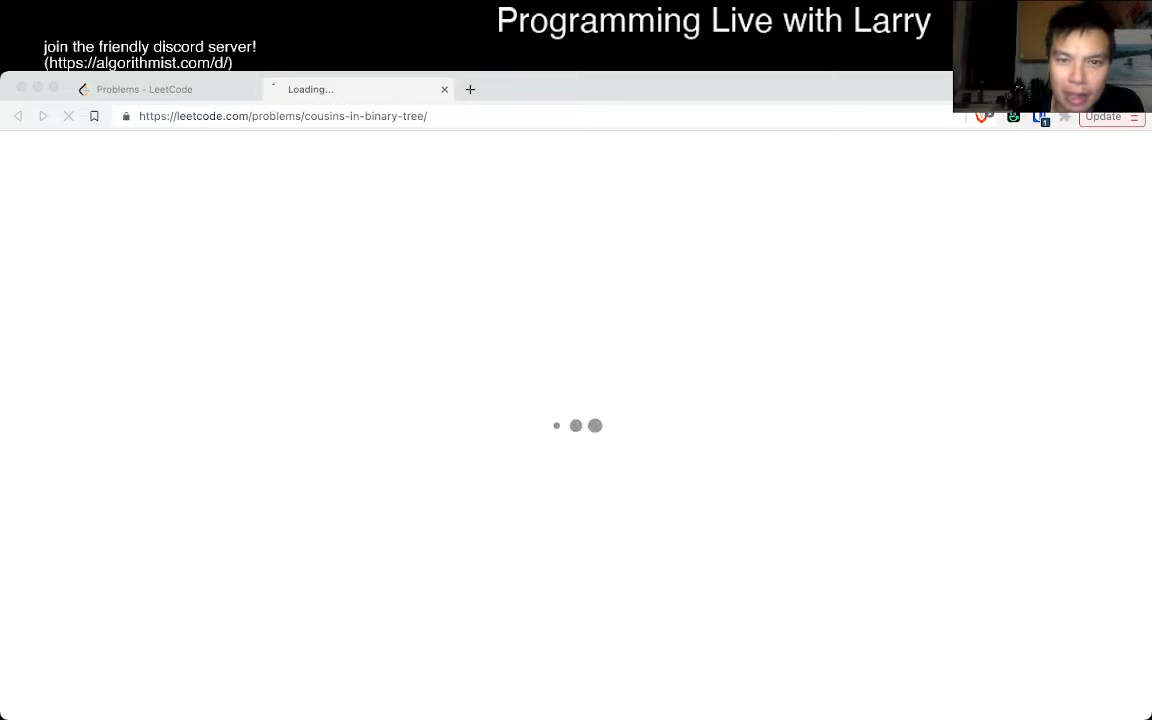 Programming Live with Larry
join the friendly discord server!
(https://algorithmist.com/d/)
Problems - LeetCode
Loading...
https://leetcode.com/problems/cousins-in-binary-tree/
1
Update